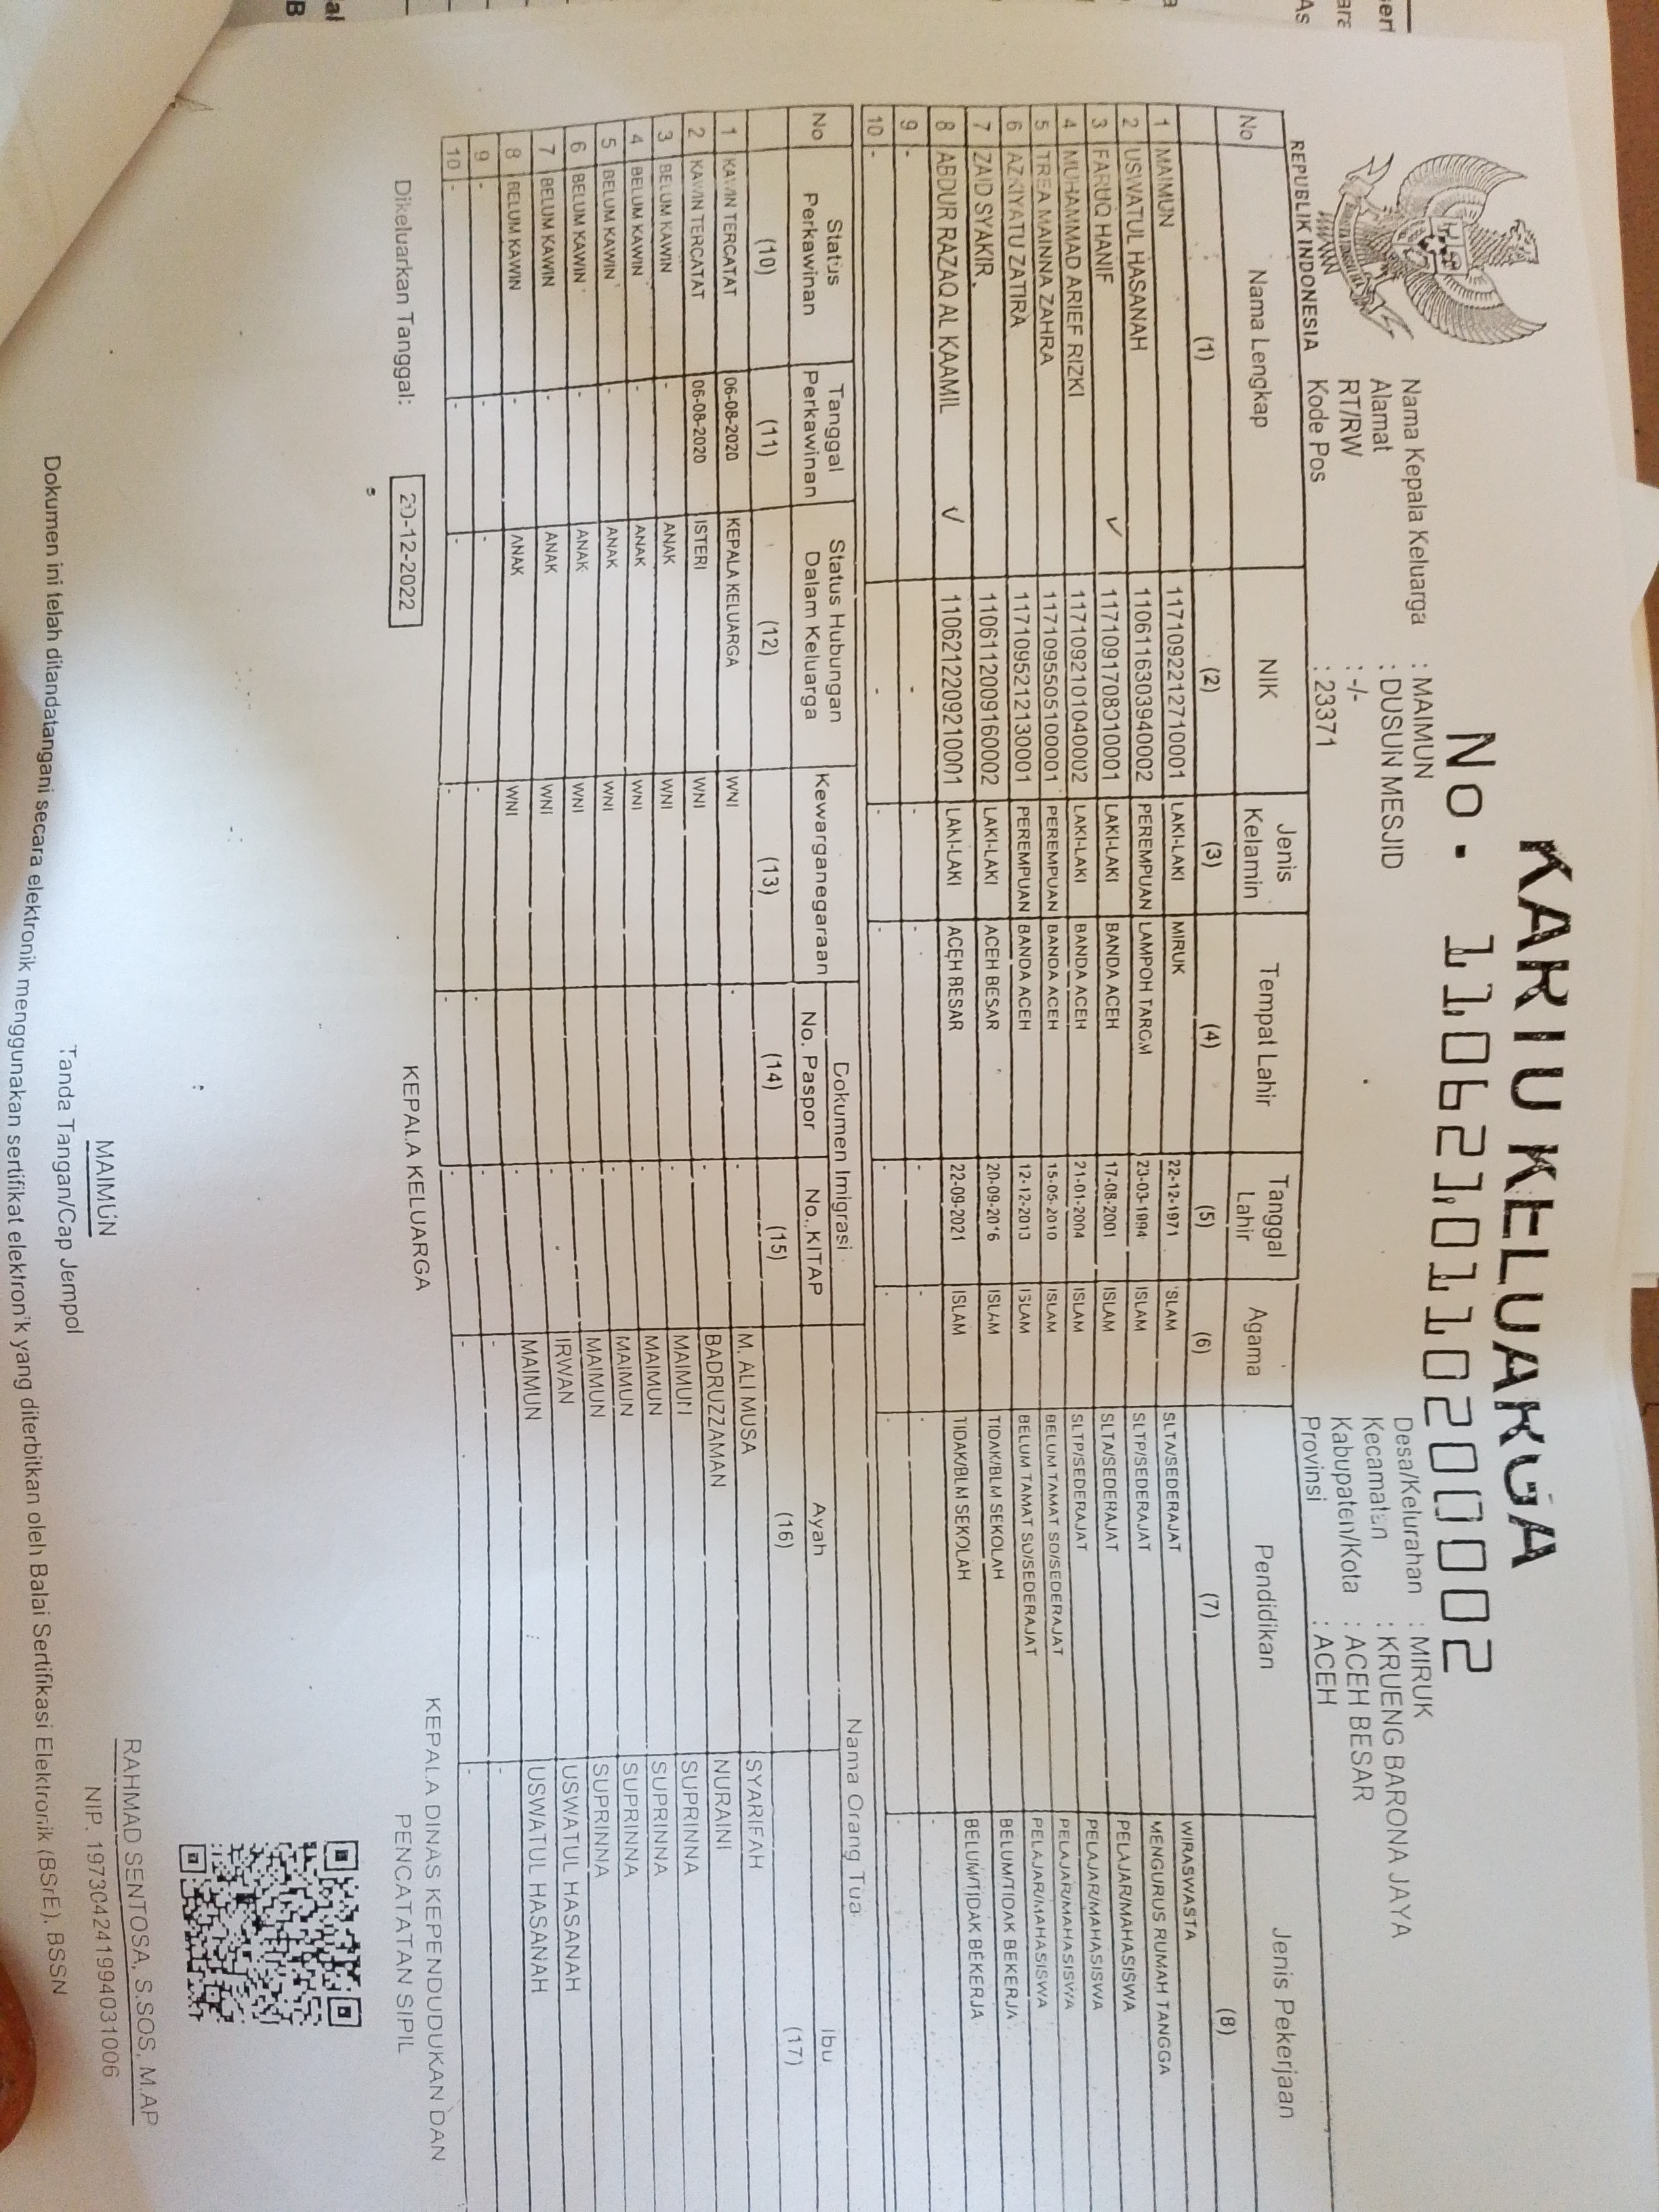 KARTU KELUARGA
No. 1106210110200002
REPUBLIK INDONESIA
Nama Kepala Keluarga : MAIMUN
Alamat : DUSUN MESJID
RT/RW : -/-
Kode Pos : 23371
Desa/Kelurahan : MIRUK
Kecamatan : KRUENG BARONA JAYA
Kabupaten/Kota : ACEH BESAR
Provinsi : ACEH
No Nama Lengkap NIK Jenis Kelamin Tempat Lahir Tanggal Lahir Agama Pendidikan Jenis Pekerjaan
(1) (2) (3) (4) (5) (6) (7) (8)
1 MAIMUN 1171092212710001 LAKI-LAKI MIRUK 22-12-1971 ISLAM SLTA/SEDERAJAT WIRASWASTA
2 USWATUL HASANAH 1106116303940002 PEREMPUAN LAMPOH TAROM 23-03-1994 ISLAM SLTP/SEDERAJAT MENGURUS RUMAH TANGGA
3 FARUQ HANIF ✓ 1171091708010001 LAKI-LAKI BANDA ACEH 17-08-2001 ISLAM SLTA/SEDERAJAT PELAJAR/MAHASISWA
4 MUHAMMAD ARIEF RIZKI 1171092101040002 LAKI-LAKI BANDA ACEH 21-01-2004 ISLAM SLTP/SEDERAJAT PELAJAR/MAHASISWA
5 TREA MAINNA ZAHRA 1171095505100001 PEREMPUAN BANDA ACEH 15-05-2010 ISLAM BELUM TAMAT SD/SEDERAJAT PELAJAR/MAHASISWA
6 AZKIYATU ZATIRA 1171095212130001 PEREMPUAN BANDA ACEH 12-12-2013 ISLAM BELUM TAMAT SD/SEDERAJAT PELAJAR/MAHASISWA
7 ZAID SYAKIR 1106112009160002 LAKI-LAKI ACEH BESAR 20-09-2016 ISLAM TIDAK/BLM SEKOLAH BELUM/TIDAK BEKERJA
8 ABDUR RAZAQ AL KAAMIL ✓ 1106212209210001 LAKI-LAKI ACEH BESAR 22-09-2021 ISLAM TIDAK/BLM SEKOLAH BELUM/TIDAK BEKERJA
9 - - - - - - - -
10 - - - - - - - -
No Status Perkawinan Tanggal Perkawinan Status Hubungan Dalam Keluarga Kewarganegaraan Dokumen Imigrasi Nama Orang Tua
No. Paspor No. KITAP Ayah Ibu
(10) (11) (12) (13) (14) (15) (16) (17)
1 KAWIN TERCATAT 06-08-2020 KEPALA KELUARGA WNI - - M. ALI MUSA SYARIFAH
2 KAWIN TERCATAT 06-08-2020 ISTERI WNI - BADRUZZAMAN NURAINI
3 BELUM KAWIN - ANAK WNI - MAIMUN SUPRINNA
4 BELUM KAWIN - ANAK WNI - MAIMUN SUPRINNA
5 BELUM KAWIN - ANAK WNI - MAIMUN SUPRINNA
6 BELUM KAWIN - ANAK WNI - MAIMUN SUPRINNA
7 BELUM KAWIN - ANAK WNI - IRWAN USWATUL HASANAH
8 BELUM KAWIN - ANAK WNI - MAIMUN USWATUL HASANAH
9 - - - - - - - -
10 - - - - - - - -
Dikeluarkan Tanggal: 20-12-2022
KEPALA KELUARGA
MAIMUN
Tanda Tangan/Cap Jempol
KEPALA DINAS KEPENDUDUKAN DAN
PENCATATAN SIPIL
RAHMAD SENTOSA, S.SOS, M.AP
NIP. 197304241994031006
Dokumen ini telah ditandatangani secara elektronik menggunakan sertifikat elektronik yang diterbitkan oleh Balai Sertifikasi Elektronik (BSrE), BSSN